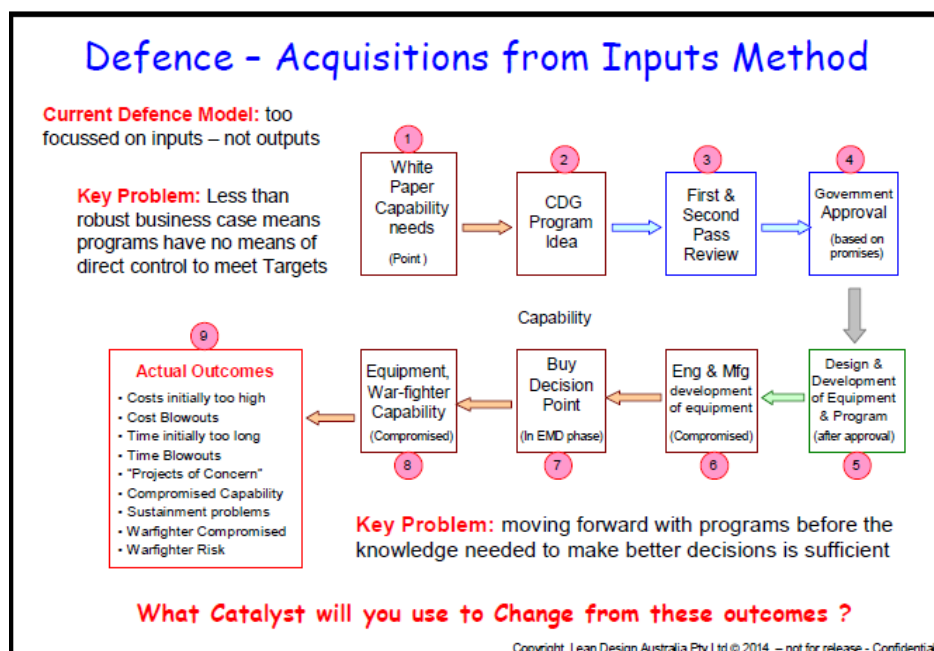 Defence – Acquisitions from Inputs Method
Current Defence Model: too
focussed on inputs – not outputs
Key Problem: Less than
robust business case means
programs have no means of
direct control to meet Targets
1
White
Paper
Capability
needs
(Point )
2
CDG
Program
Idea
3
First &
Second
Pass
Review
4
Government
Approval
(based on
promises)
Capability
5
Design &
Development
of Equipment
& Program
(after approval)
6
Eng & Mfg
development
of equipment
(Compromised)
7
Buy
Decision
Point
(In EMD phase)
8
Equipment,
War-fighter
Capability
(Compromised)
9
Actual Outcomes
• Costs initially too high
• Cost Blowouts
• Time initially too long
• Time Blowouts
• "Projects of Concern"
• Compromised Capability
• Sustainment problems
• Warfighter Compromised
• Warfighter Risk
Key Problem: moving forward with programs before the
knowledge needed to make better decisions is sufficient
What Catalyst will you use to Change from these outcomes ?
Copyright Lean Design Australia Pty Ltd © 2014 – not for release - Confidential